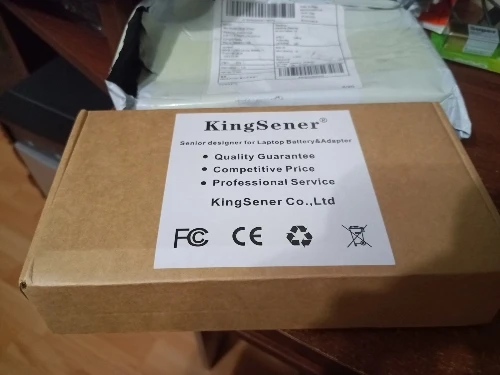 KingSener®
Senior designer for Laptop Battery&Adapter
● Quality Guarantee
● Competitive Price
● Professional Service
KingSener Co.,Ltd
FC CE